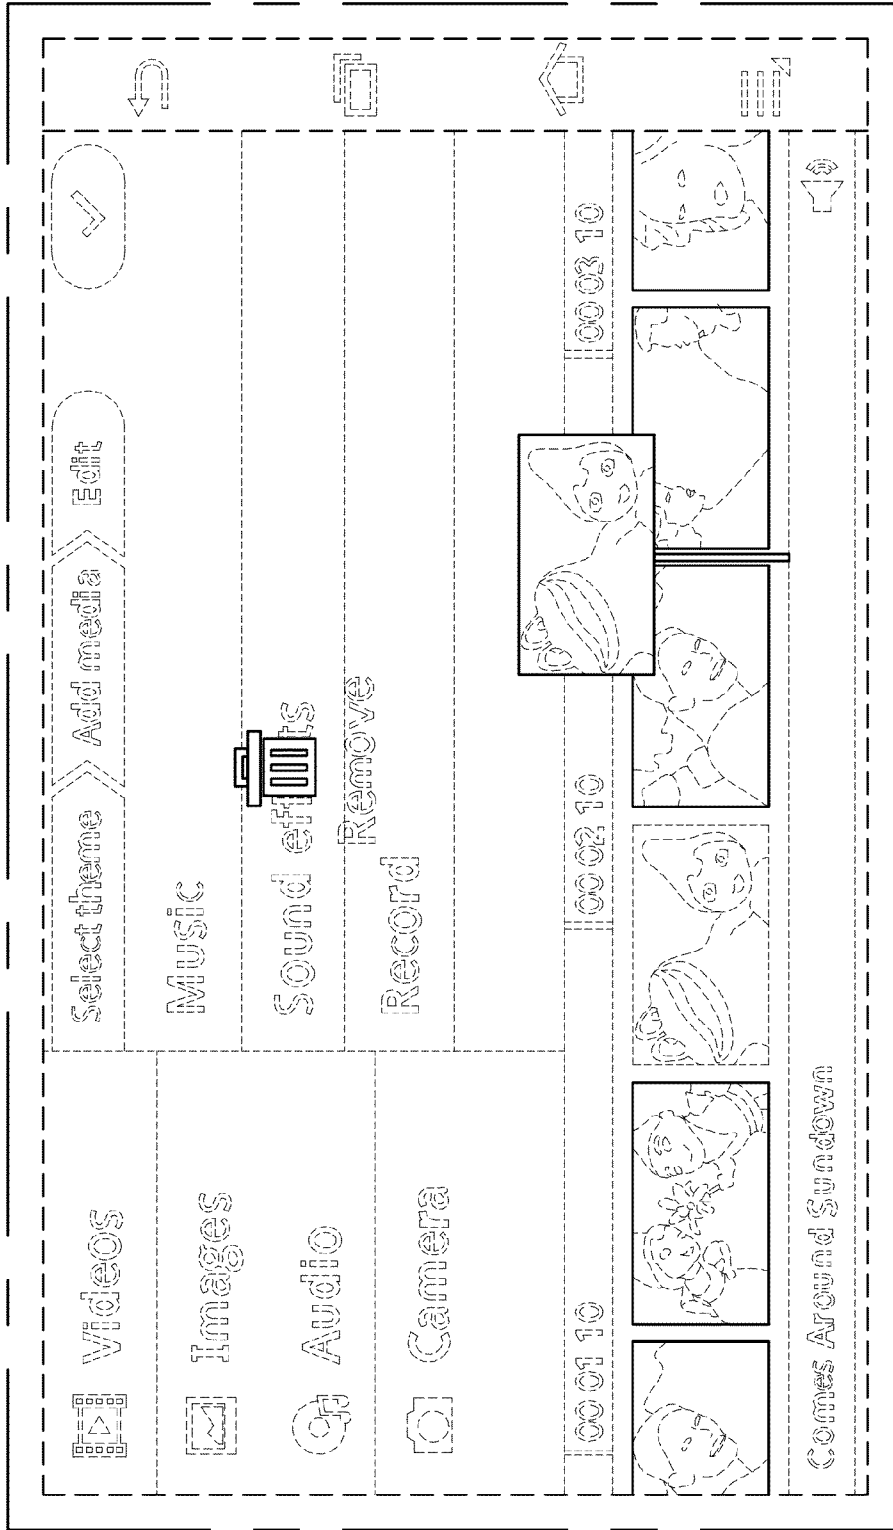 Select theme Add media Edit
Videos
Images
Audio
Camera
Music
Sound effects
Remove
Record
00 01 10 00 02 10 00 03 10
Comes Around Sundown